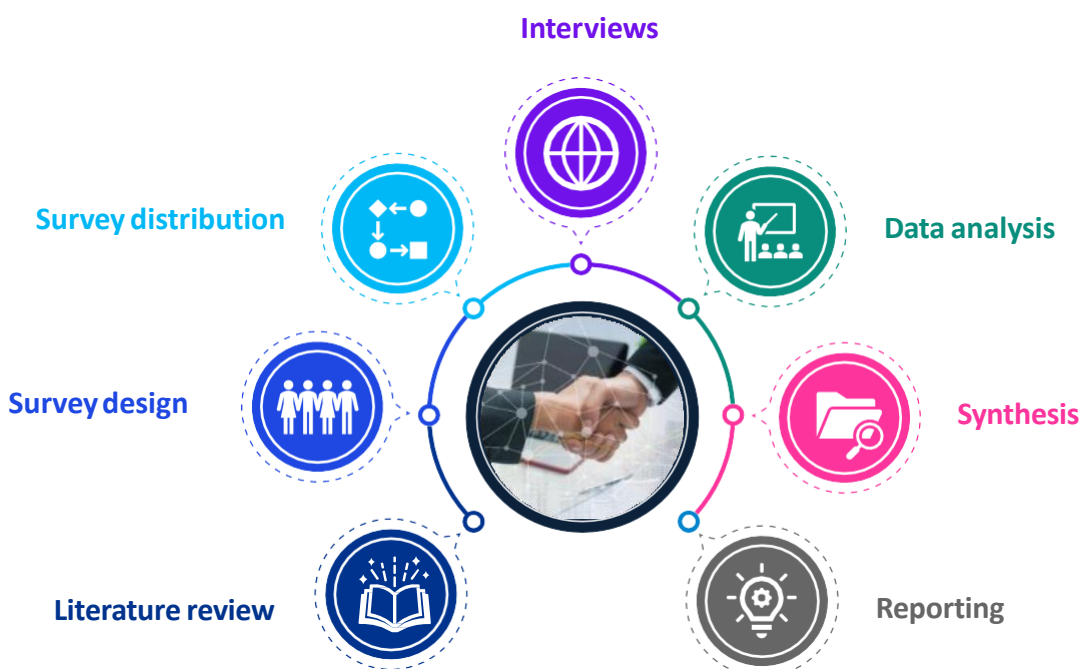 Interviews
Survey distribution
Data analysis
Survey design
Synthesis
Literature review
Reporting